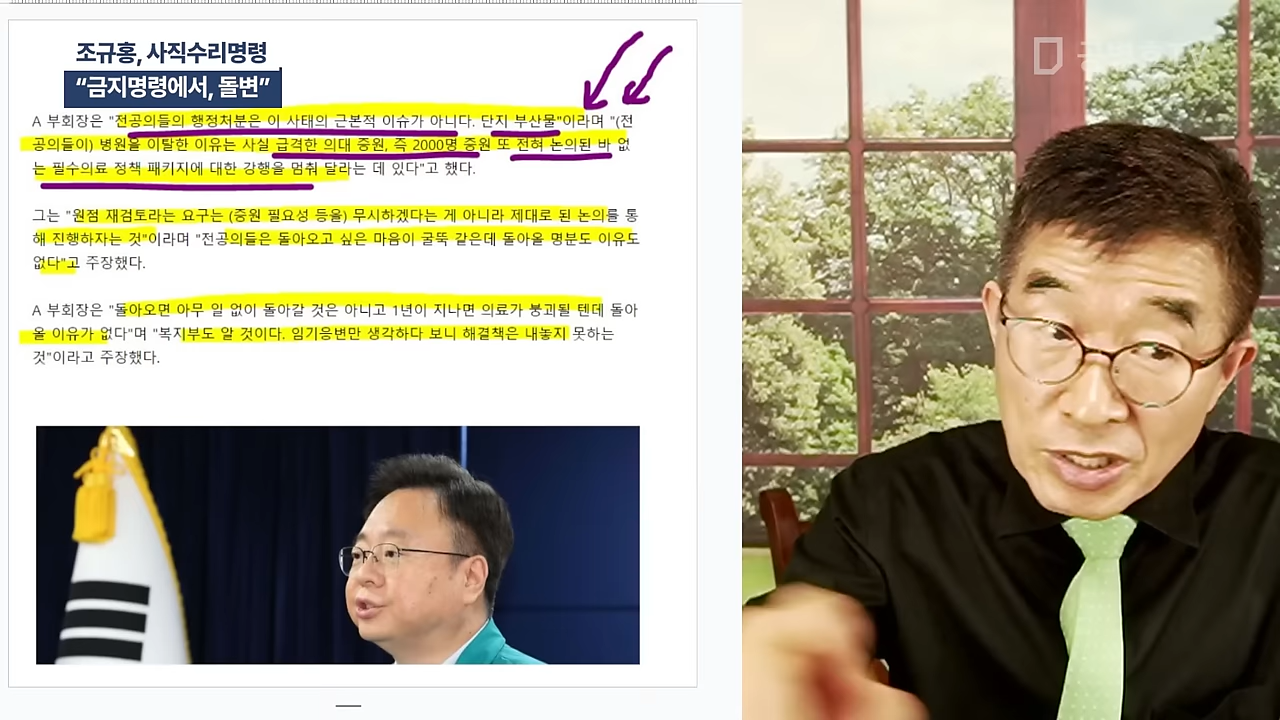 조규홍, 사직수리명령
“금지명령에서, 돌변”
A 부회장은 "전공의들의 행정처분은 이 사태의 근본적 이슈가 아니다. 단지 부산물"이라며 "(전
공의들이) 병원을 이탈한 이유는 사실 급격한 의대 증원, 즉 2000명 증원 또 전혀 논의된 바 없
는 필수의료 정책 패키지에 대한 강행을 멈춰 달라는 데 있다"고 했다.
그는 "원점 재검토라는 요구는 (증원 필요성 등을) 무시하겠다는 게 아니라 제대로 된 논의를 통
해 진행하자는 것"이라며 "전공의들은 돌아오고 싶은 마음이 굴뚝 같은데 돌아올 명분도 이유도
없다"고 주장했다.
A 부회장은 "돌아오면 아무 일 없이 돌아갈 것은 아니고 1년이 지나면 의료가 붕괴될 텐데 돌아
올 이유가 없다"며 "복지부도 알 것이다. 임기응변만 생각하다 보니 해결책은 내놓지 못하는
것"이라고 주장했다.